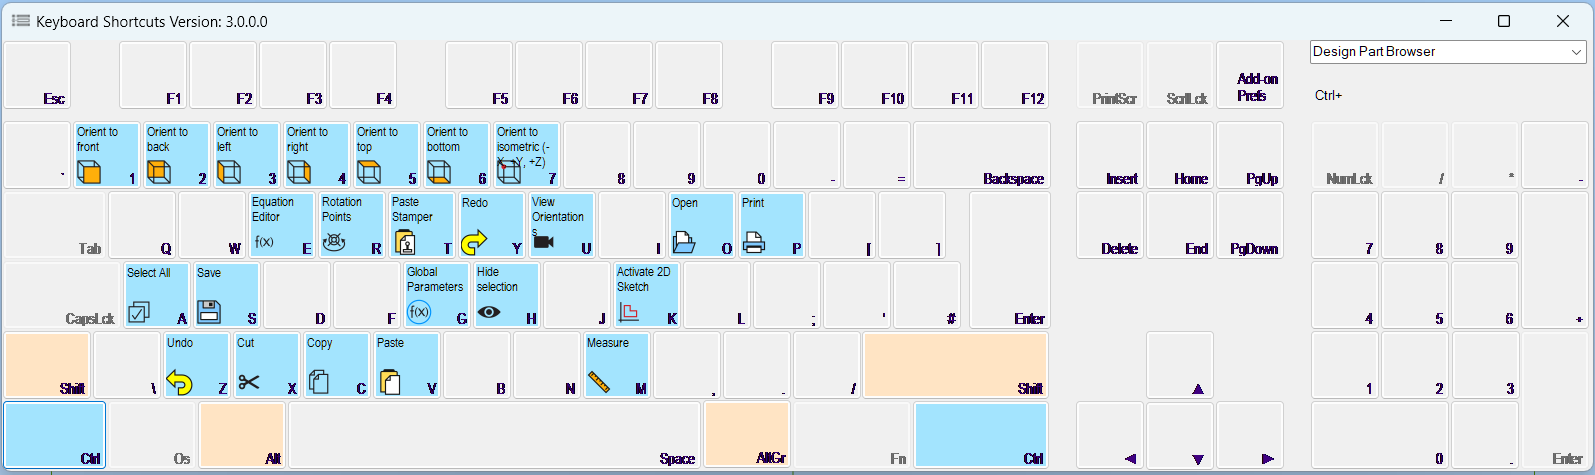 Keyboard Shortcuts Version: 3.0.0.0
Design Part Browser
Ctrl+
Esc
F1
F2
F3
F4
F5
F6
F7
F8
F9
F10
F11
F12
PrintScr
ScrlLck
Add-on
Prefs
`
Orient to
front
1
Orient to
back
2
Orient to
left
3
Orient to
right
4
Orient to
top
5
Orient to
bottom
6
Orient to
isometric (-
X, +Y, +Z)
7
8
9
0
-
=
Backspace
Insert
Home
PgUp
NumLck
/
*
-
Tab
Q
W
Equation
Editor
f(x)
E
Rotation
Points
R
Paste
Stamper
T
Redo
Y
View
Orientation
s
U
I
Open
O
Print
P
[
]
Delete
End
PgDown
7
8
9
CapsLck
Select All
A
Save
S
D
F
Global
Parameters
f(x)
G
Hide
selection
H
J
Activate 2D
Sketch
K
L
;
'
#
Enter
4
5
6
+
Shift
\
Undo
Z
Cut
X
Copy
C
Paste
V
B
N
Measure
M
,
.
/
Shift
1
2
3
Ctrl
Os
Alt
Space
AltGr
Fn
Ctrl
0
.
Enter